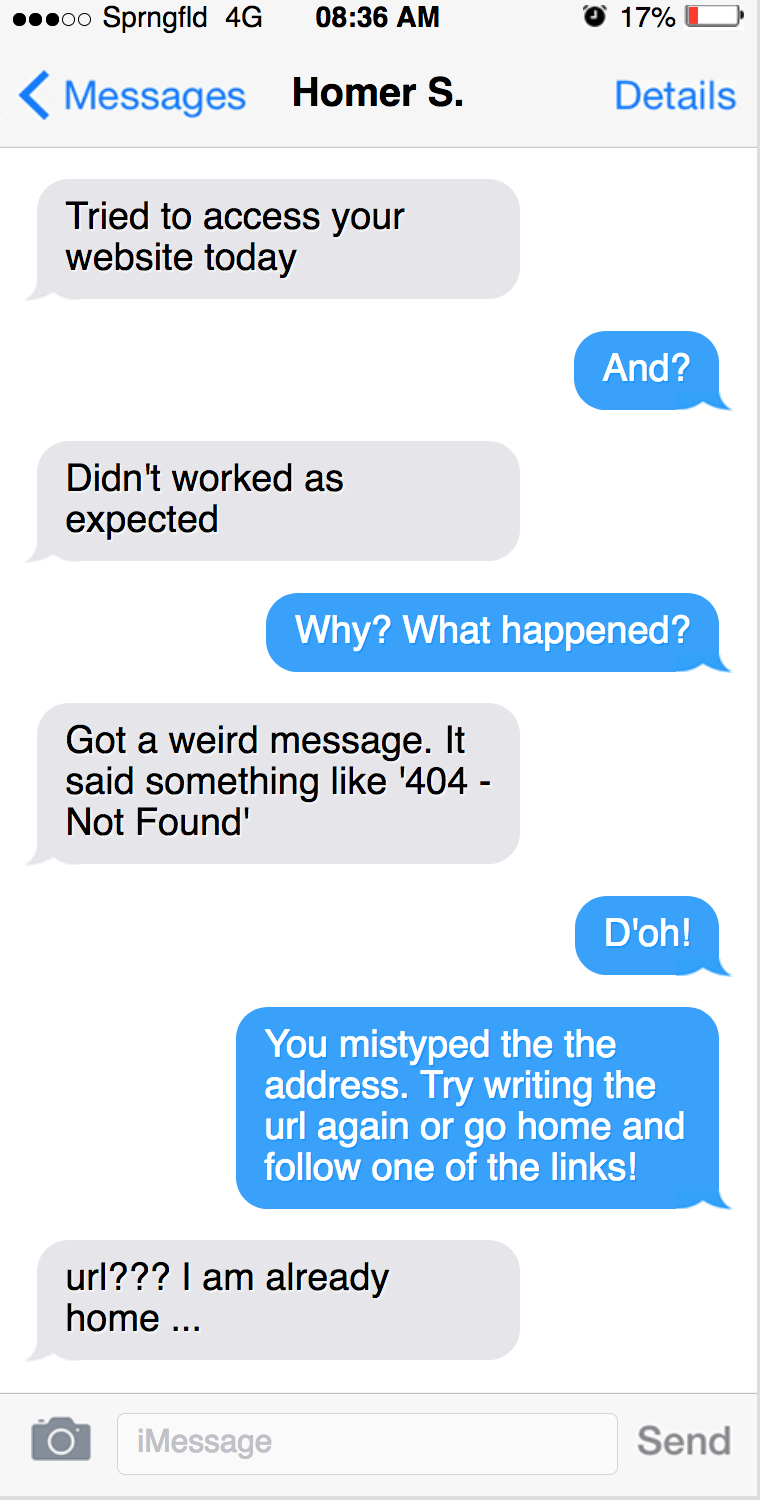 Sprngfld 4G 08:36 AM 17%
Messages Homer S. Details
Tried to access your
website today
And?
Didn't worked as
expected
Why? What happened?
Got a weird message. It
said something like '404 -
Not Found'
D'oh!
You mistyped the the
address. Try writing the
url again or go home and
follow one of the links!
url??? I am already
home ...
iMessage Send